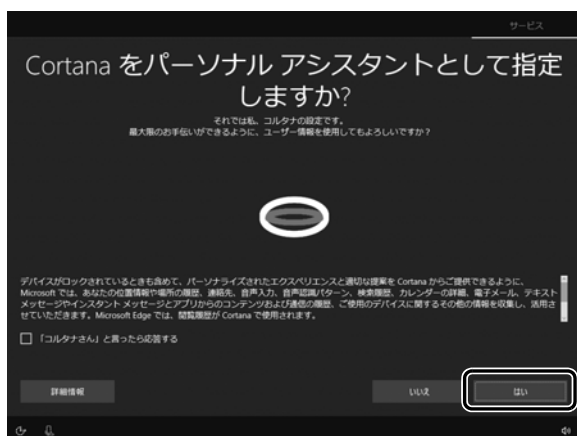 サービス
Cortana をパーソナル アシスタントとして指定
しますか?
それでは私、コルタナの設定です。
最大限のお手伝いができるように、ユーザー情報を使用してもよろしいですか?
デバイスがロックされているときも含めて、パーソナライズされたエクスペリエンスと適切な提案を Cortana からご提供できるように、
Microsoft では、あなたの位置情報や場所の履歴、連絡先、音声入力、音声認識パターン、検索履歴、カレンダーの詳細、電子メール、テキスト
メッセージやインスタント メッセージとアプリからのコンテンツおよび通信の履歴、ご使用のデバイスに関するその他の情報を収集し、活用さ
せていただきます。Microsoft Edge では、閲覧履歴が Cortana で使用されます。
「コルタナさん」と言ったら応答する
詳細情報
いいえ
はい